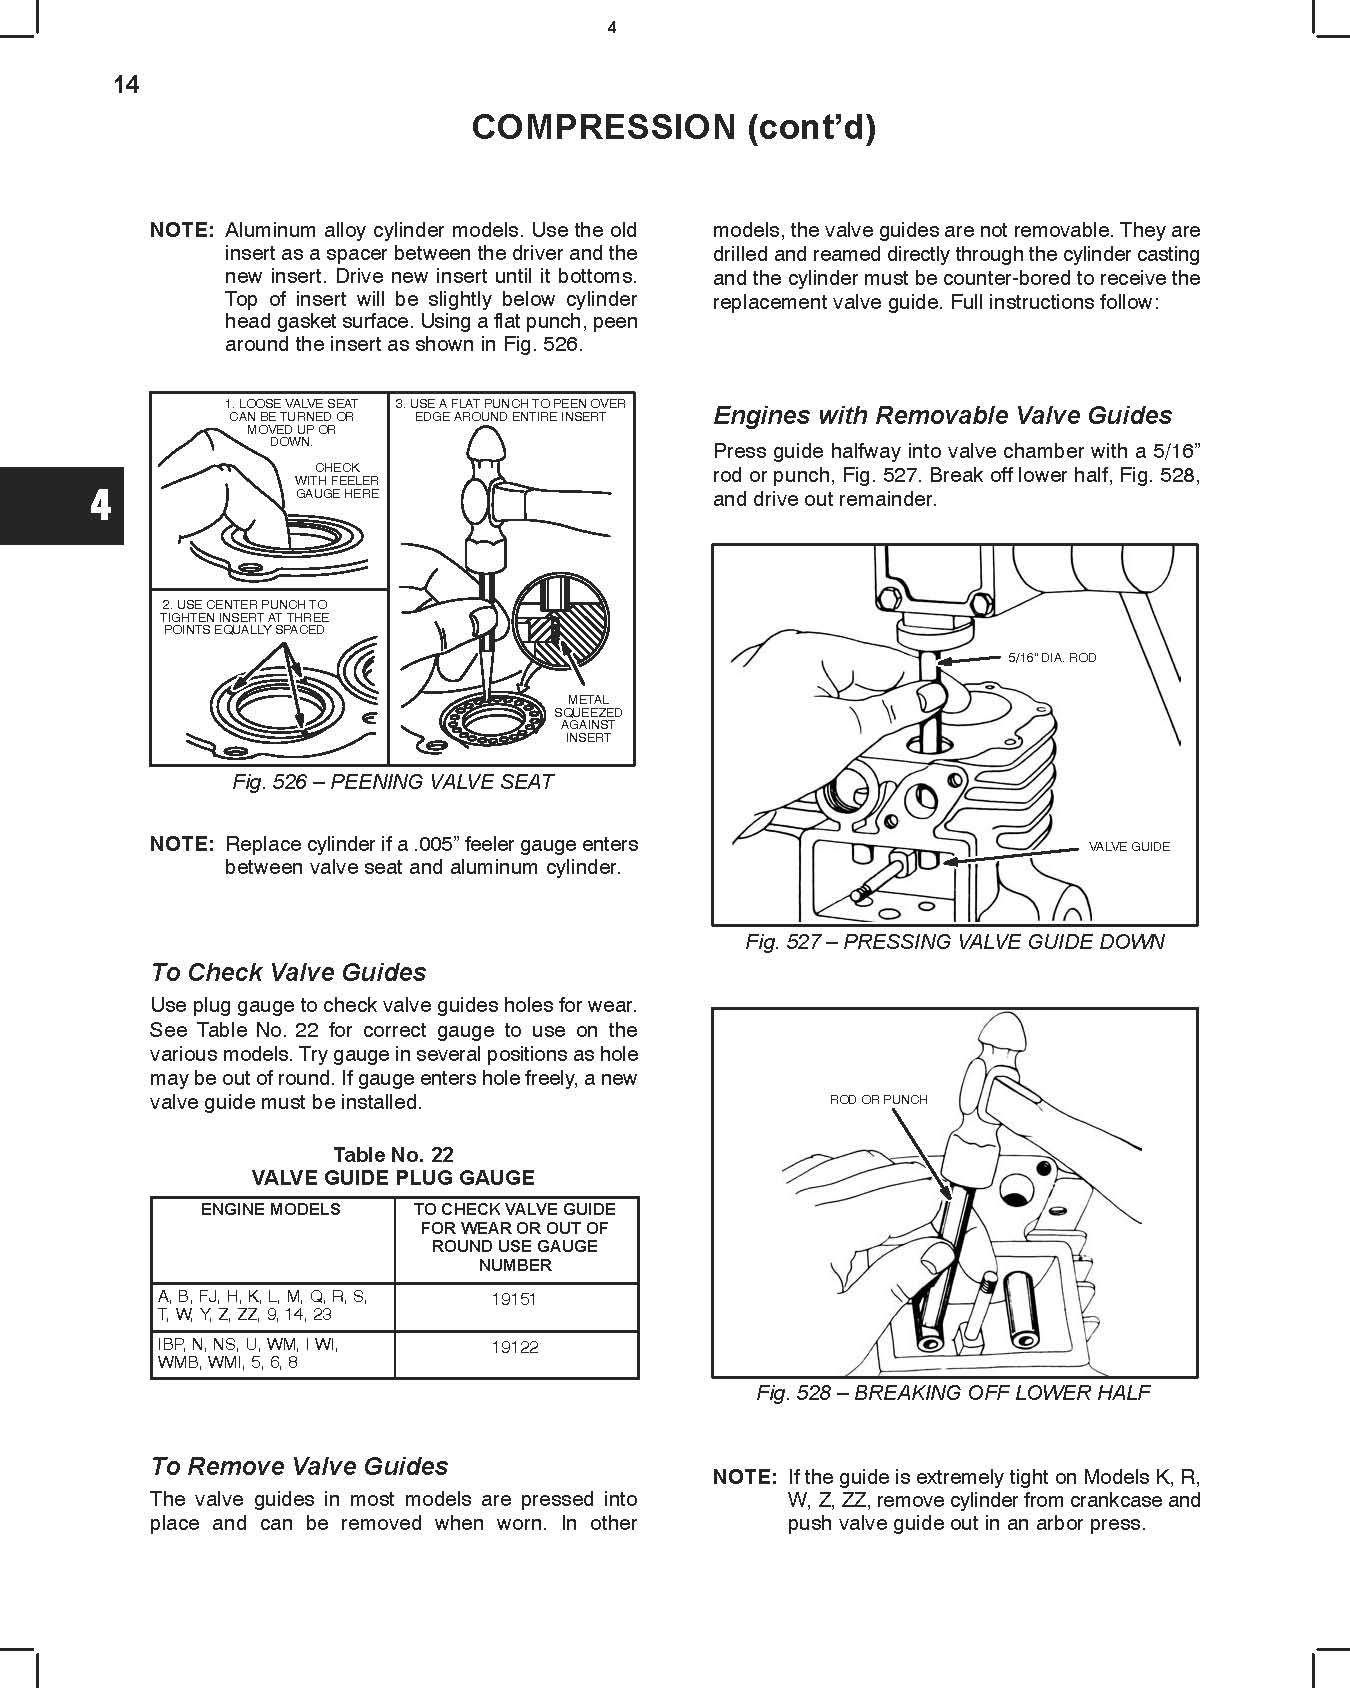 4
14
COMPRESSION (cont’d)
NOTE: Aluminum alloy cylinder models. Use the old
insert as a spacer between the driver and the
new insert. Drive new insert until it bottoms.
Top of insert will be slightly below cylinder
head gasket surface. Using a flat punch, peen
around the insert as shown in Fig. 526.
1. LOOSE VALVE SEAT
CAN BE TURNED OR
MOVED UP OR
DOWN.
CHECK
WITH FEELER
GAUGE HERE
2. USE CENTER PUNCH TO
TIGHTEN INSERT AT THREE
POINTS EQUALLY SPACED
3. USE A FLAT PUNCH TO PEEN OVER
EDGE AROUND ENTIRE INSERT
METAL
SQUEEZED
AGAINST
INSERT
Fig. 526 – PEENING VALVE SEAT
4
NOTE: Replace cylinder if a .005” feeler gauge enters
between valve seat and aluminum cylinder.
To Check Valve Guides
Use plug gauge to check valve guides holes for wear.
See Table No. 22 for correct gauge to use on the
various models. Try gauge in several positions as hole
may be out of round. If gauge enters hole freely, a new
valve guide must be installed.
Table No. 22
VALVE GUIDE PLUG GAUGE
ENGINE MODELS
TO CHECK VALVE GUIDE
FOR WEAR OR OUT OF
ROUND USE GAUGE
NUMBER
A, B, FJ, H, K, L, M, Q, R, S,
T, W, Y, Z, ZZ, 9, 14, 23
19151
IBP, N, NS, U, WM, I WI,
WMB, WMI, 5, 6, 8
19122
To Remove Valve Guides
The valve guides in most models are pressed into
place and can be removed when worn. In other
models, the valve guides are not removable. They are
drilled and reamed directly through the cylinder casting
and the cylinder must be counter-bored to receive the
replacement valve guide. Full instructions follow:
Engines with Removable Valve Guides
Press guide halfway into valve chamber with a 5/16”
rod or punch, Fig. 527. Break off lower half, Fig. 528,
and drive out remainder.
5/16” DIA. ROD
VALVE GUIDE
Fig. 527 – PRESSING VALVE GUIDE DOWN
ROD OR PUNCH
Fig. 528 – BREAKING OFF LOWER HALF
NOTE: If the guide is extremely tight on Models K, R,
W, Z, ZZ, remove cylinder from crankcase and
push valve guide out in an arbor press.